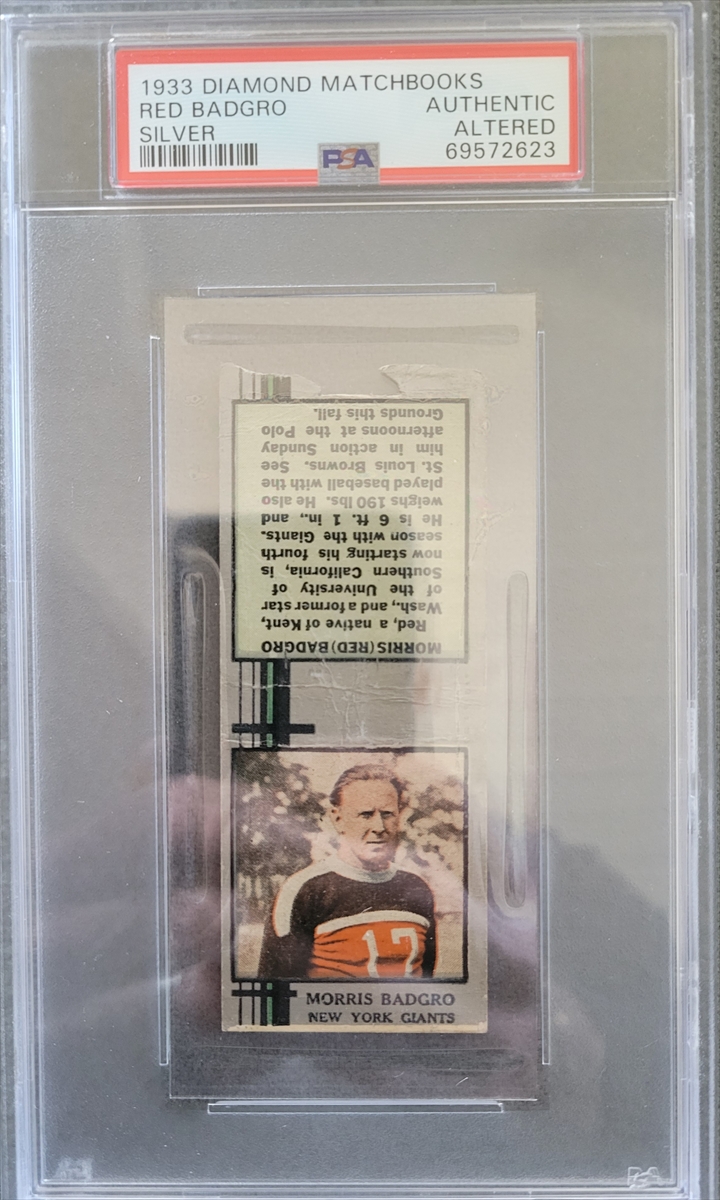 1933 DIAMOND MATCHBOOKS
RED BADGRO AUTHENTIC
SILVER ALTERED
PSA 69572623
MORRIS (RED) BADGRO
Red, a native of Kent,
Wash., and a former star
of the University of
Southern California, is
now starting his fourth
season with the Giants.
He is 6 ft. 1 in., and
weighs 190 lbs. He also
played baseball with the
St. Louis Browns. See
him in action Sunday
afternoons at the Polo
Grounds this fall.
17
MORRIS BADGRO
NEW YORK GIANTS
PSA